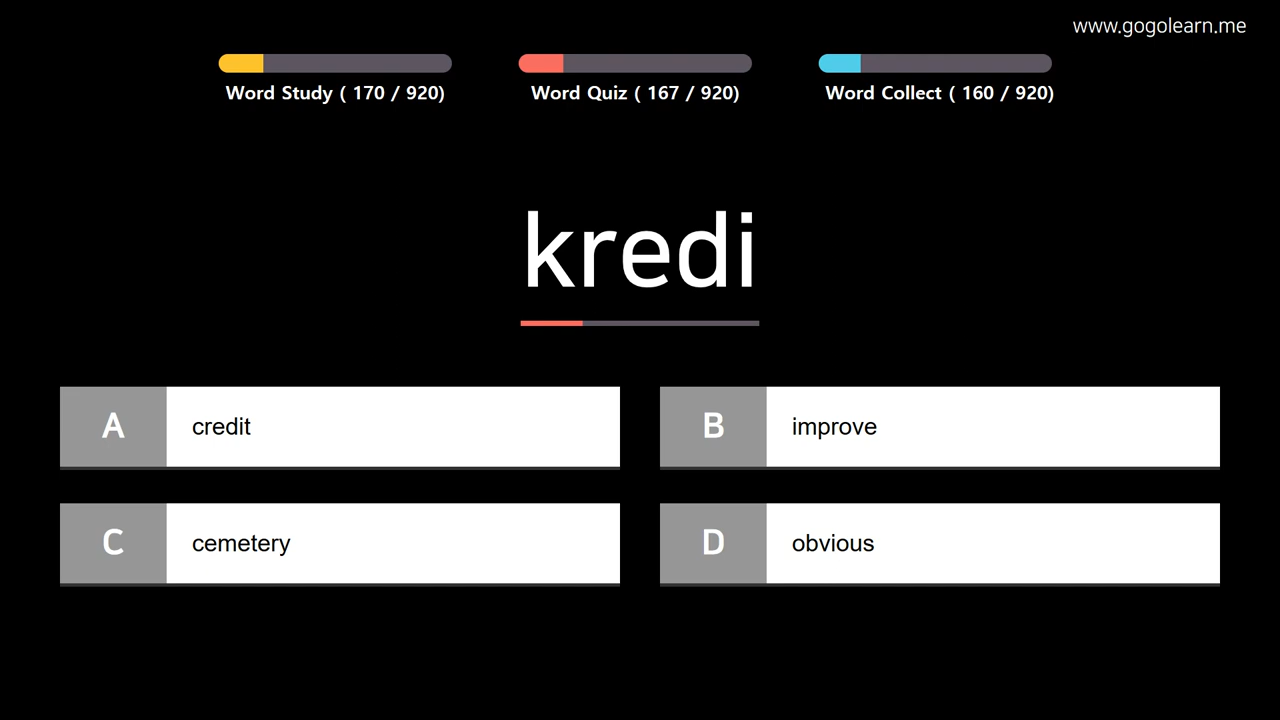 www.gogolearn.me
Word Study ( 170 / 920)
Word Quiz ( 167 / 920)
Word Collect ( 160 / 920)
kredi
A credit
B improve
C cemetery
D obvious